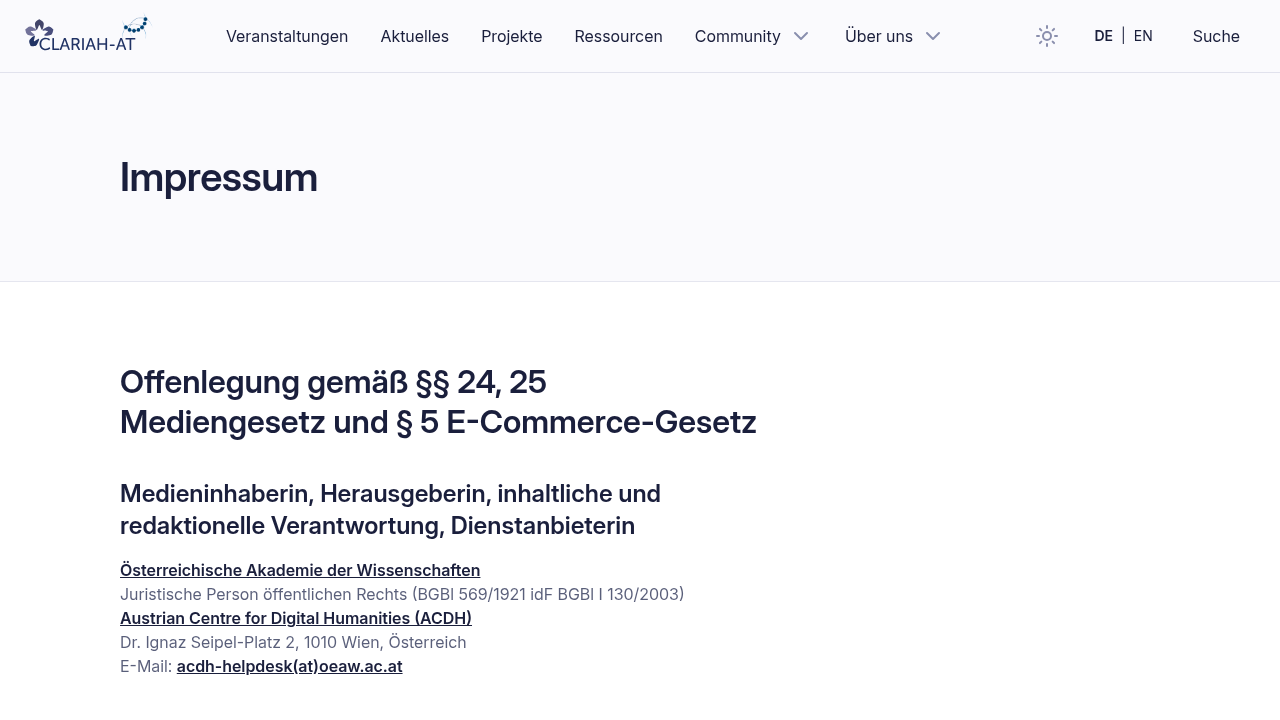 CLARIAH-AT
Veranstaltungen
Aktuelles
Projekte
Ressourcen
Community
Über uns
DE | EN
Suche
Impressum
Offenlegung gemäß §§ 24, 25
Mediengesetz und § 5 E-Commerce-Gesetz
Medieninhaberin, Herausgeberin, inhaltliche und
redaktionelle Verantwortung, Dienstanbieterin
Österreichische Akademie der Wissenschaften
Juristische Person öffentlichen Rechts (BGBl 569/1921 idF BGBl I 130/2003)
Austrian Centre for Digital Humanities (ACDH)
Dr. Ignaz Seipel-Platz 2, 1010 Wien, Österreich
E-Mail: acdh-helpdesk(at)oeaw.ac.at